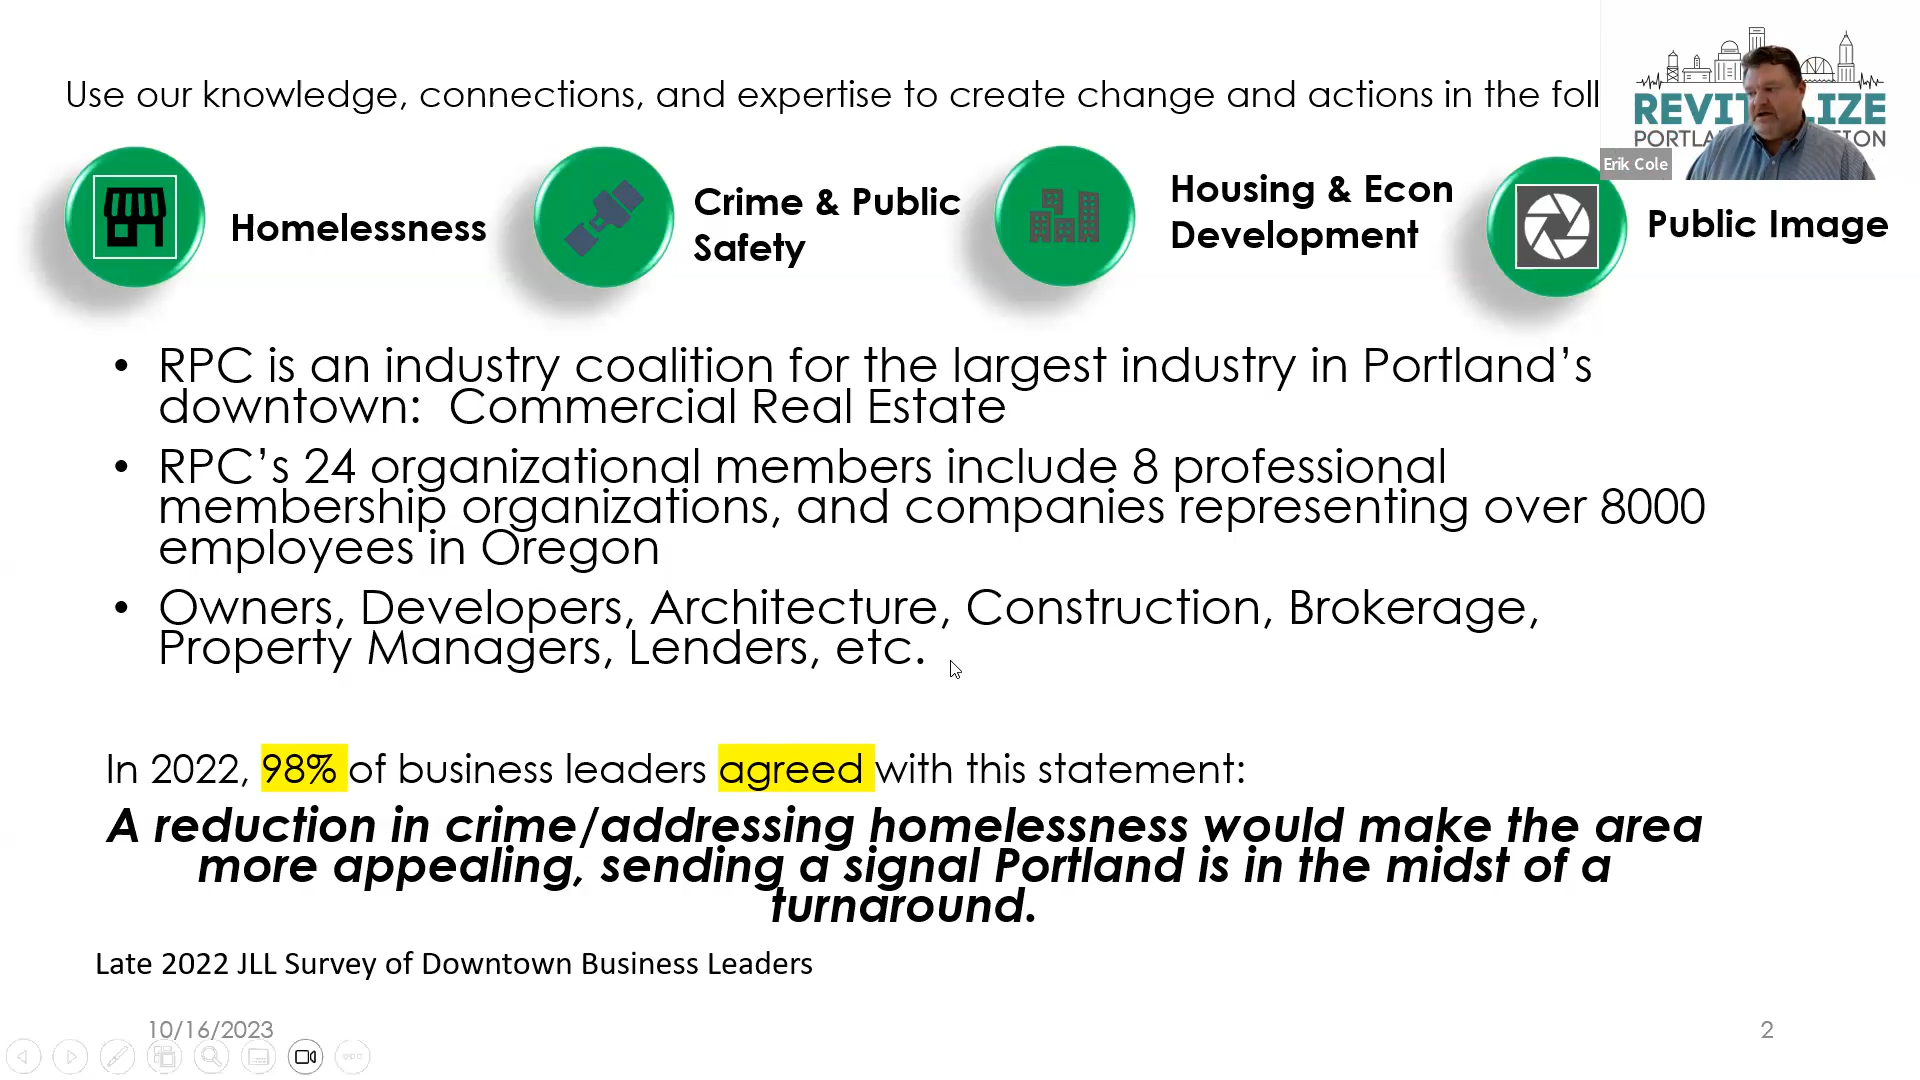 Use our knowledge, connections, and expertise to create change and actions in the foll
Erik Cole
Homelessness
Crime & Public
Safety
Housing & Econ
Development
Public Image
• RPC is an industry coalition for the largest industry in Portland’s
downtown: Commercial Real Estate
• RPC’s 24 organizational members include 8 professional
membership organizations, and companies representing over 8000
employees in Oregon
• Owners, Developers, Architecture, Construction, Brokerage,
Property Managers, Lenders, etc.
In 2022, 98% of business leaders agreed with this statement:
A reduction in crime/addressing homelessness would make the area
more appealing, sending a signal Portland is in the midst of a
turnaround.
Late 2022 JLL Survey of Downtown Business Leaders
10/16/2023
2